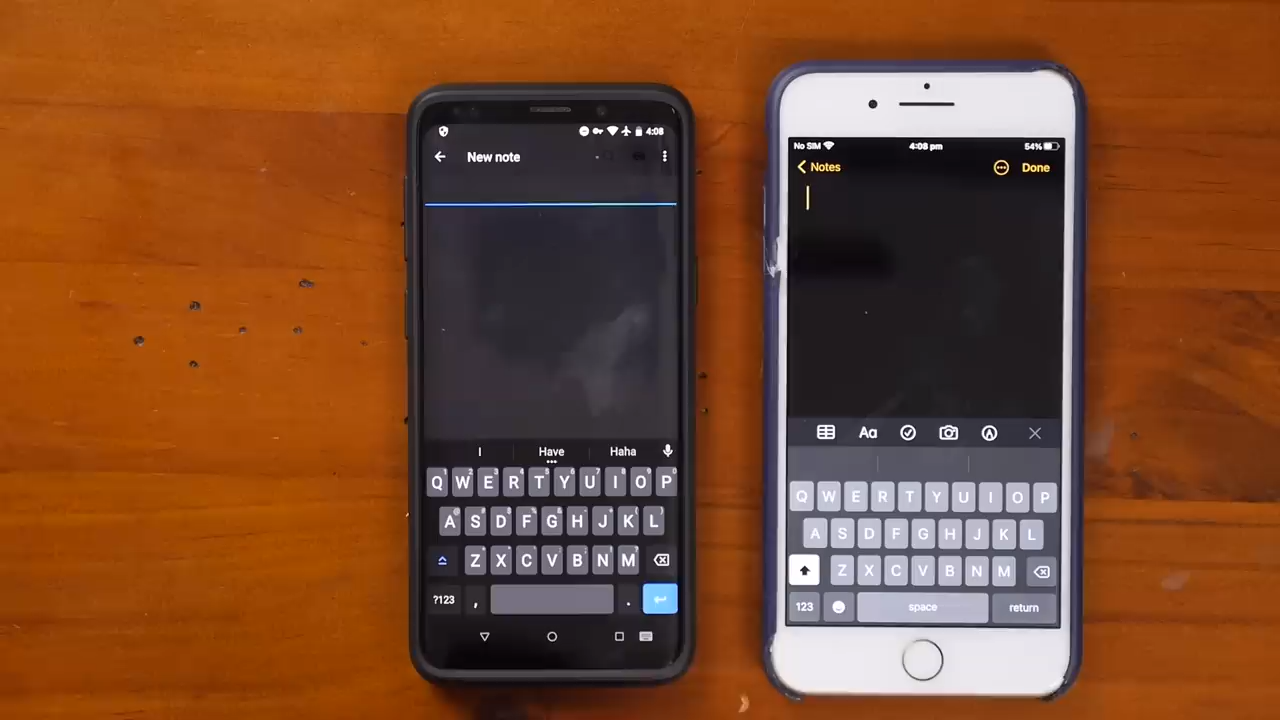 4:08
New note
I Have Haha
Q W E R T Y U I O P
A S D F G H J K L
Z X C V B N M
?123 , .
No SIM 4:08 pm 54%
Notes Done
Aa
Q W E R T Y U I O P
A S D F G H J K L
Z X C V B N M
123 space return